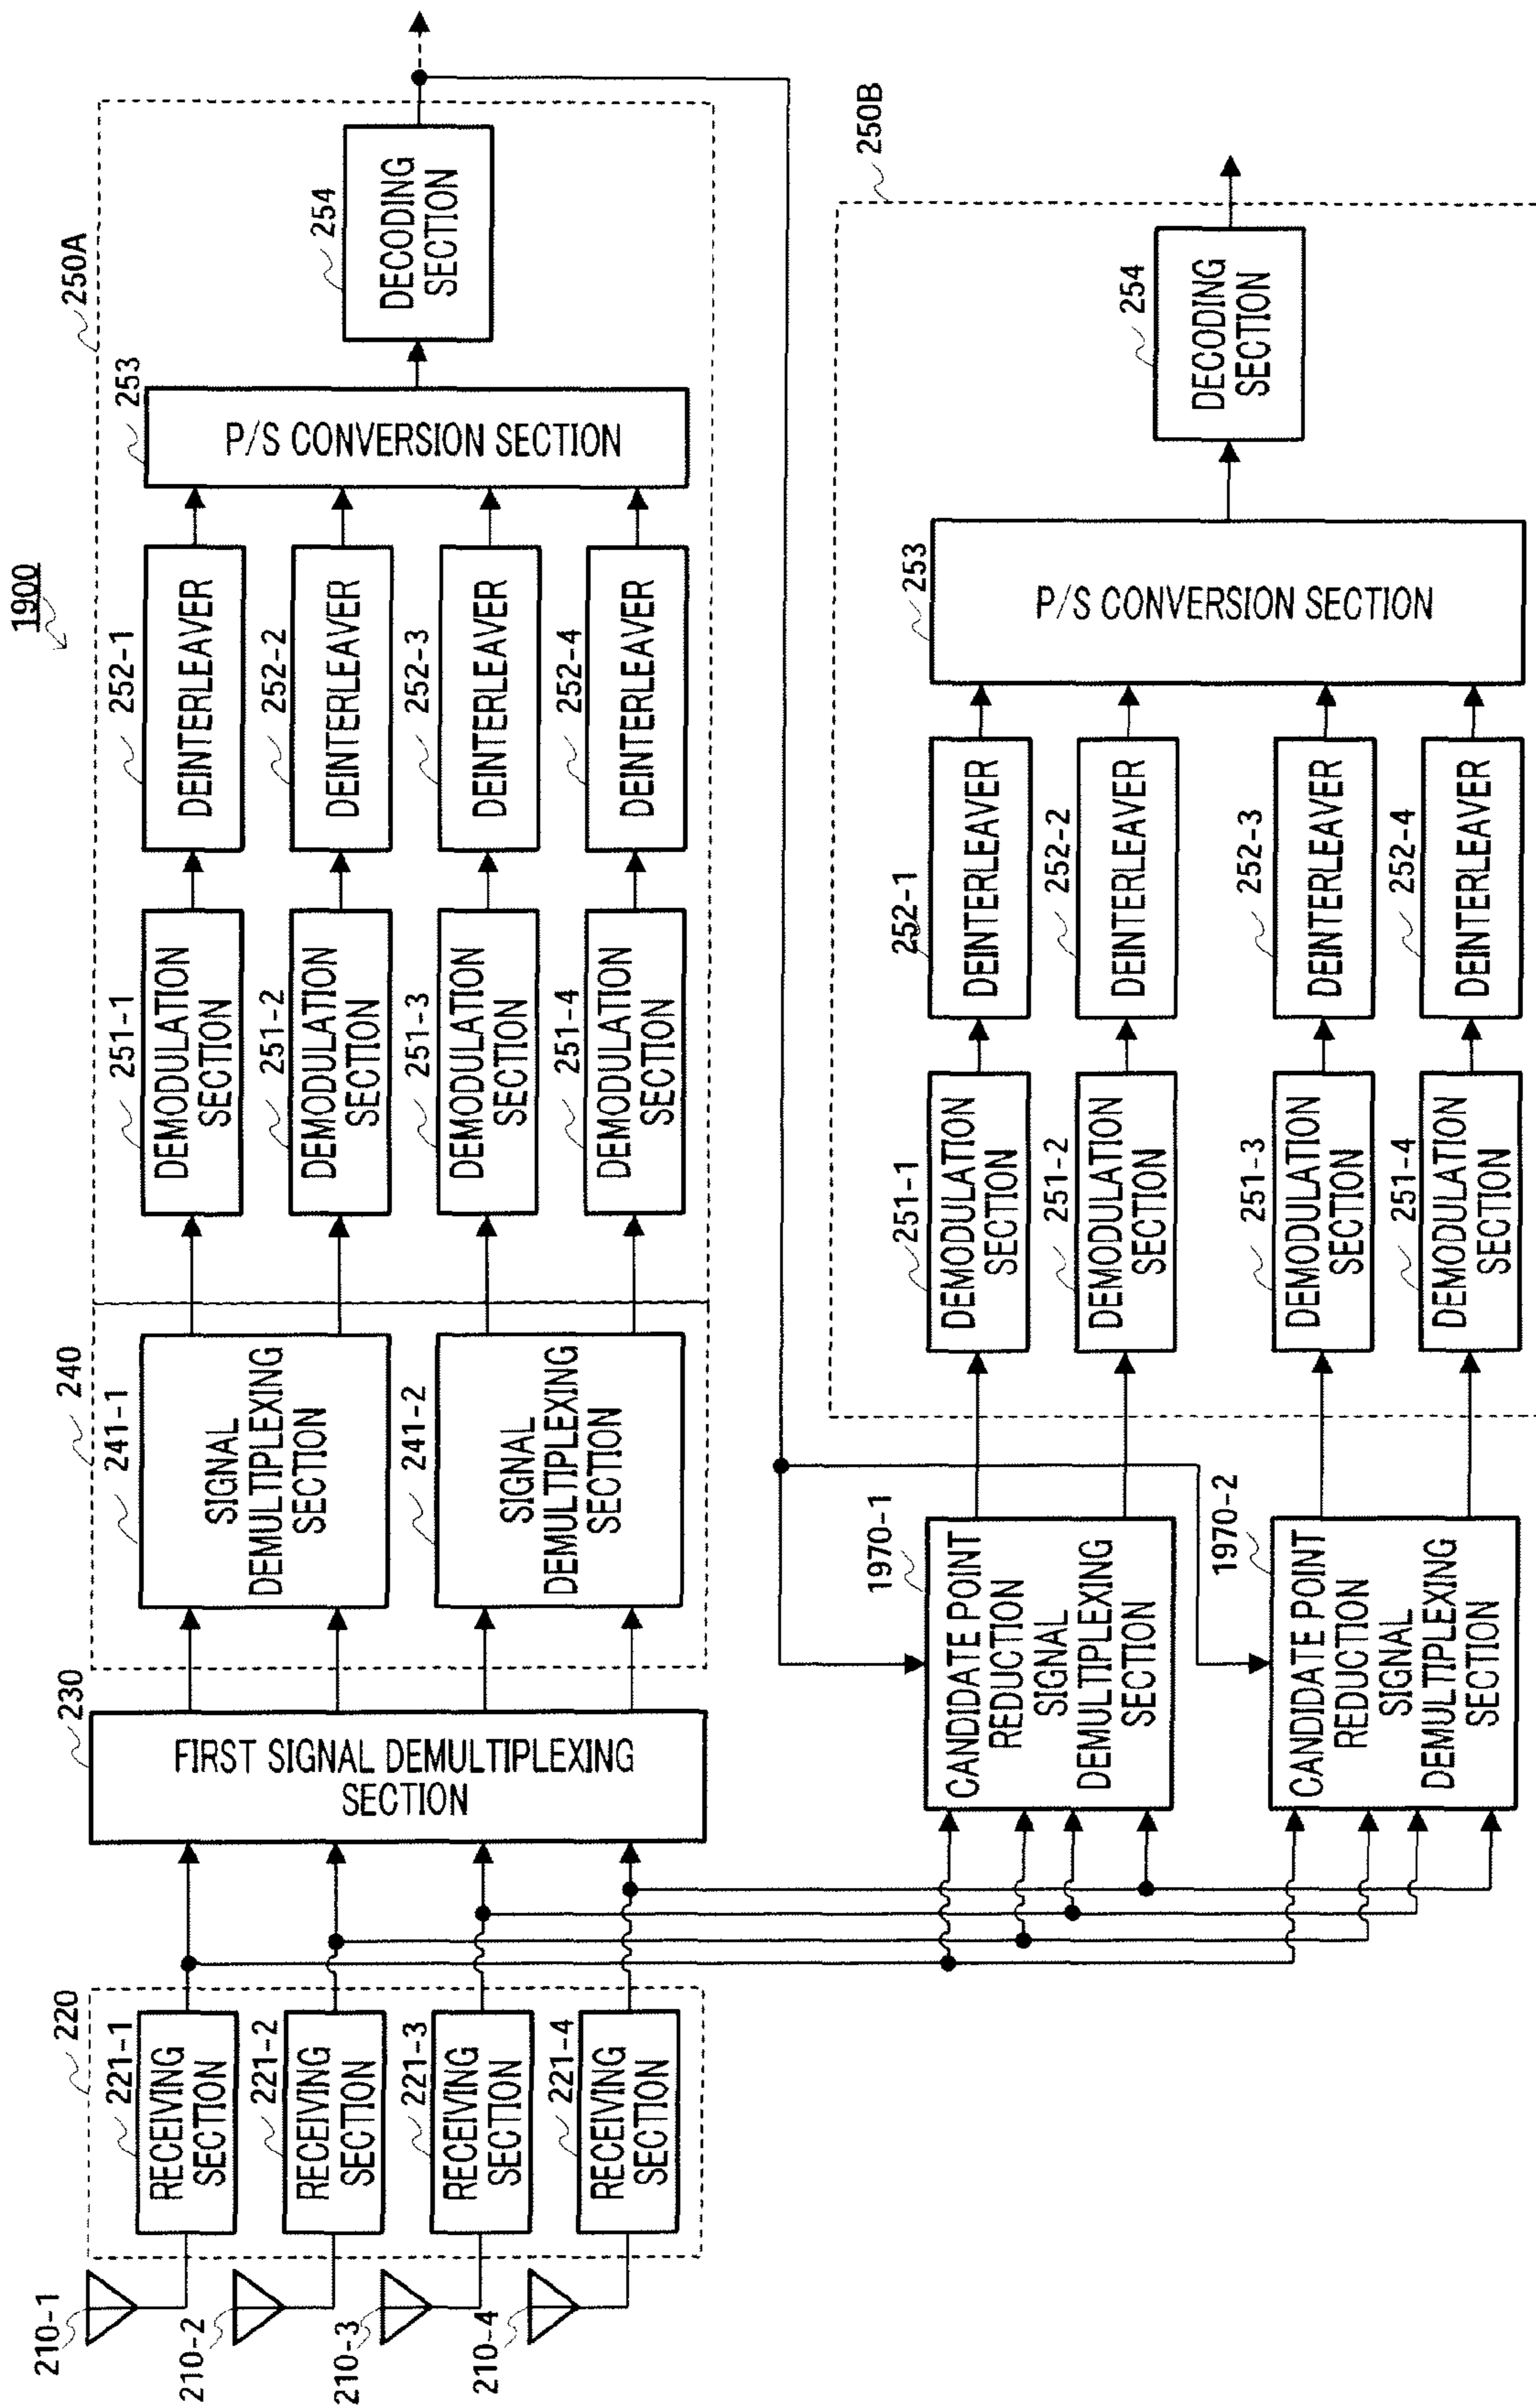 1900
210-1
210-2
210-3
210-4
220
221-1
RECEIVING
SECTION
221-2
RECEIVING
SECTION
221-3
RECEIVING
SECTION
221-4
RECEIVING
SECTION
230
FIRST SIGNAL DEMULTIPLEXING
SECTION
240
241-1
SIGNAL
DEMULTIPLEXING
SECTION
241-2
SIGNAL
DEMULTIPLEXING
SECTION
250A
251-1
DEMODULATION
SECTION
251-2
DEMODULATION
SECTION
251-3
DEMODULATION
SECTION
251-4
DEMODULATION
SECTION
252-1
DEINTERLEAVER
252-2
DEINTERLEAVER
252-3
DEINTERLEAVER
252-4
DEINTERLEAVER
253
P/S CONVERSION SECTION
254
DECODING
SECTION
1970-1
CANDIDATE POINT
REDUCTION
SIGNAL
DEMULTIPLEXING
SECTION
1970-2
CANDIDATE POINT
REDUCTION
SIGNAL
DEMULTIPLEXING
SECTION
250B
251-1
DEMODULATION
SECTION
251-2
DEMODULATION
SECTION
251-3
DEMODULATION
SECTION
251-4
DEMODULATION
SECTION
252-1
DEINTERLEAVER
252-2
DEINTERLEAVER
252-3
DEINTERLEAVER
252-4
DEINTERLEAVER
253
P/S CONVERSION SECTION
254
DECODING
SECTION